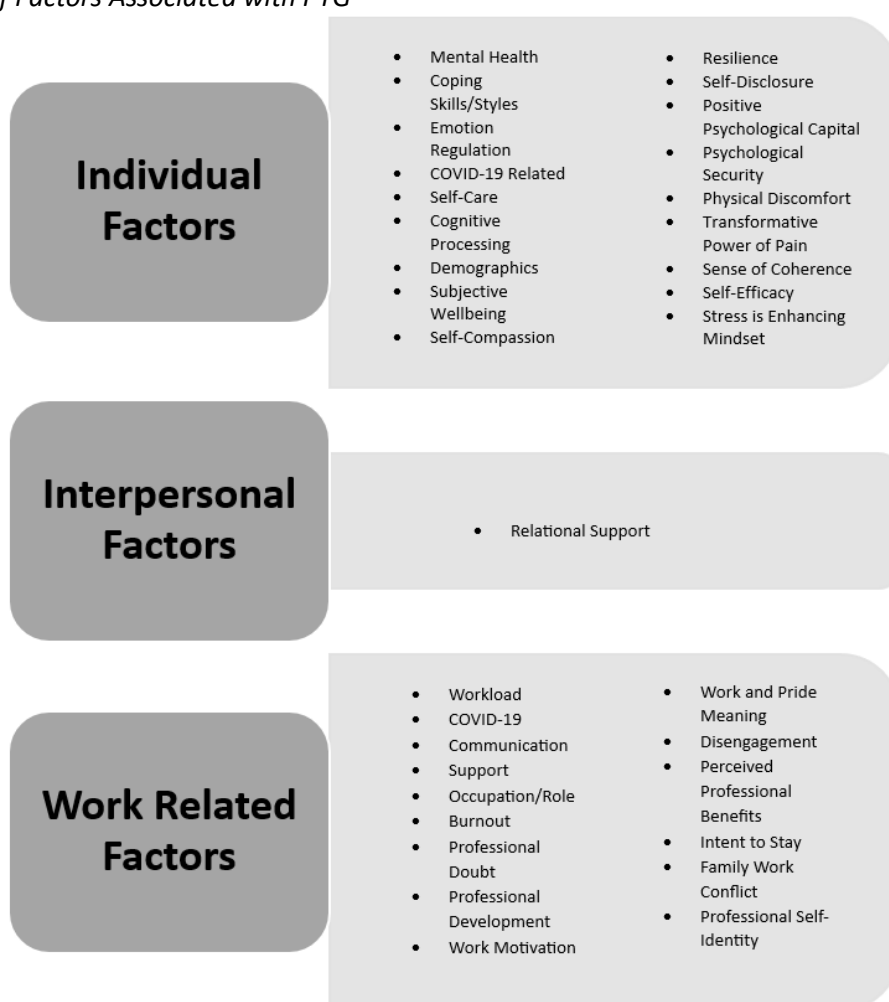 Factors Associated with PTG
Individual
Factors
• Mental Health
• Coping
Skills/Styles
• Emotion
Regulation
• COVID-19 Related
• Self-Care
• Cognitive
Processing
• Demographics
• Subjective
Wellbeing
• Self-Compassion
• Resilience
• Self-Disclosure
• Positive
Psychological Capital
• Psychological
Security
• Physical Discomfort
• Transformative
Power of Pain
• Sense of Coherence
• Self-Efficacy
• Stress is Enhancing
Mindset
Interpersonal
Factors
• Relational Support
Work Related
Factors
• Workload
• COVID-19
• Communication
• Support
• Occupation/Role
• Burnout
• Professional
Doubt
• Professional
Development
• Work Motivation
• Work and Pride
Meaning
• Disengagement
• Perceived
Professional
Benefits
• Intent to Stay
• Family Work
Conflict
• Professional Self-
Identity